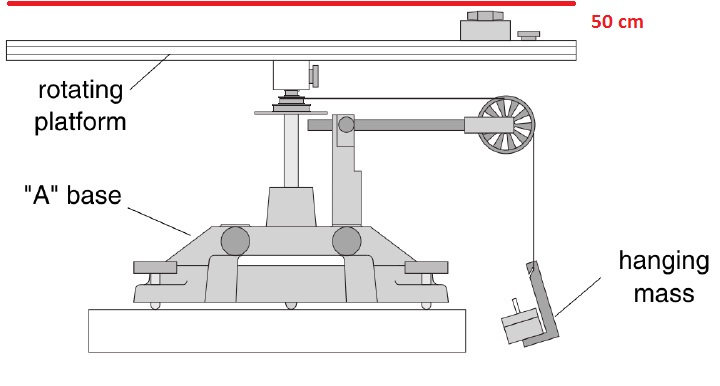 50 cm
rotating
platform
"A" base
hanging
mass